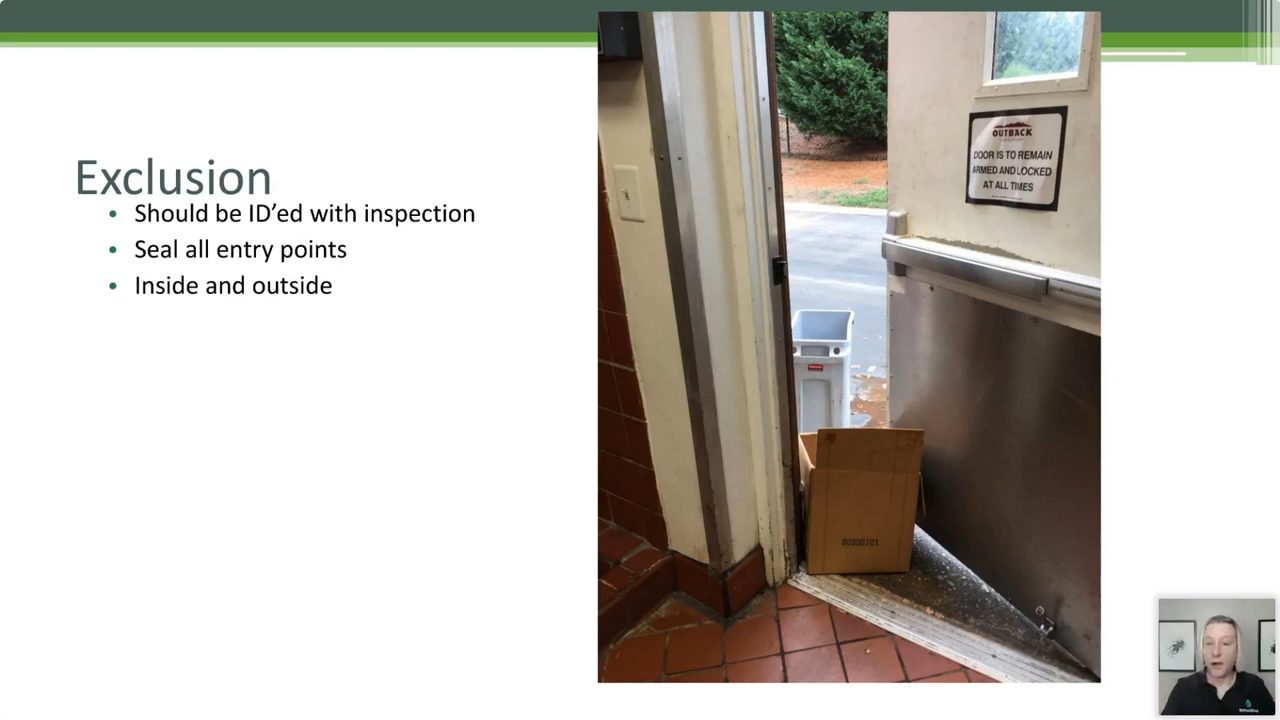 Exclusion
• Should be ID’ed with inspection
• Seal all entry points
• Inside and outside
OUTBACK
DOOR IS TO REMAIN
ARMED AND LOCKED
AT ALL TIMES
80800701